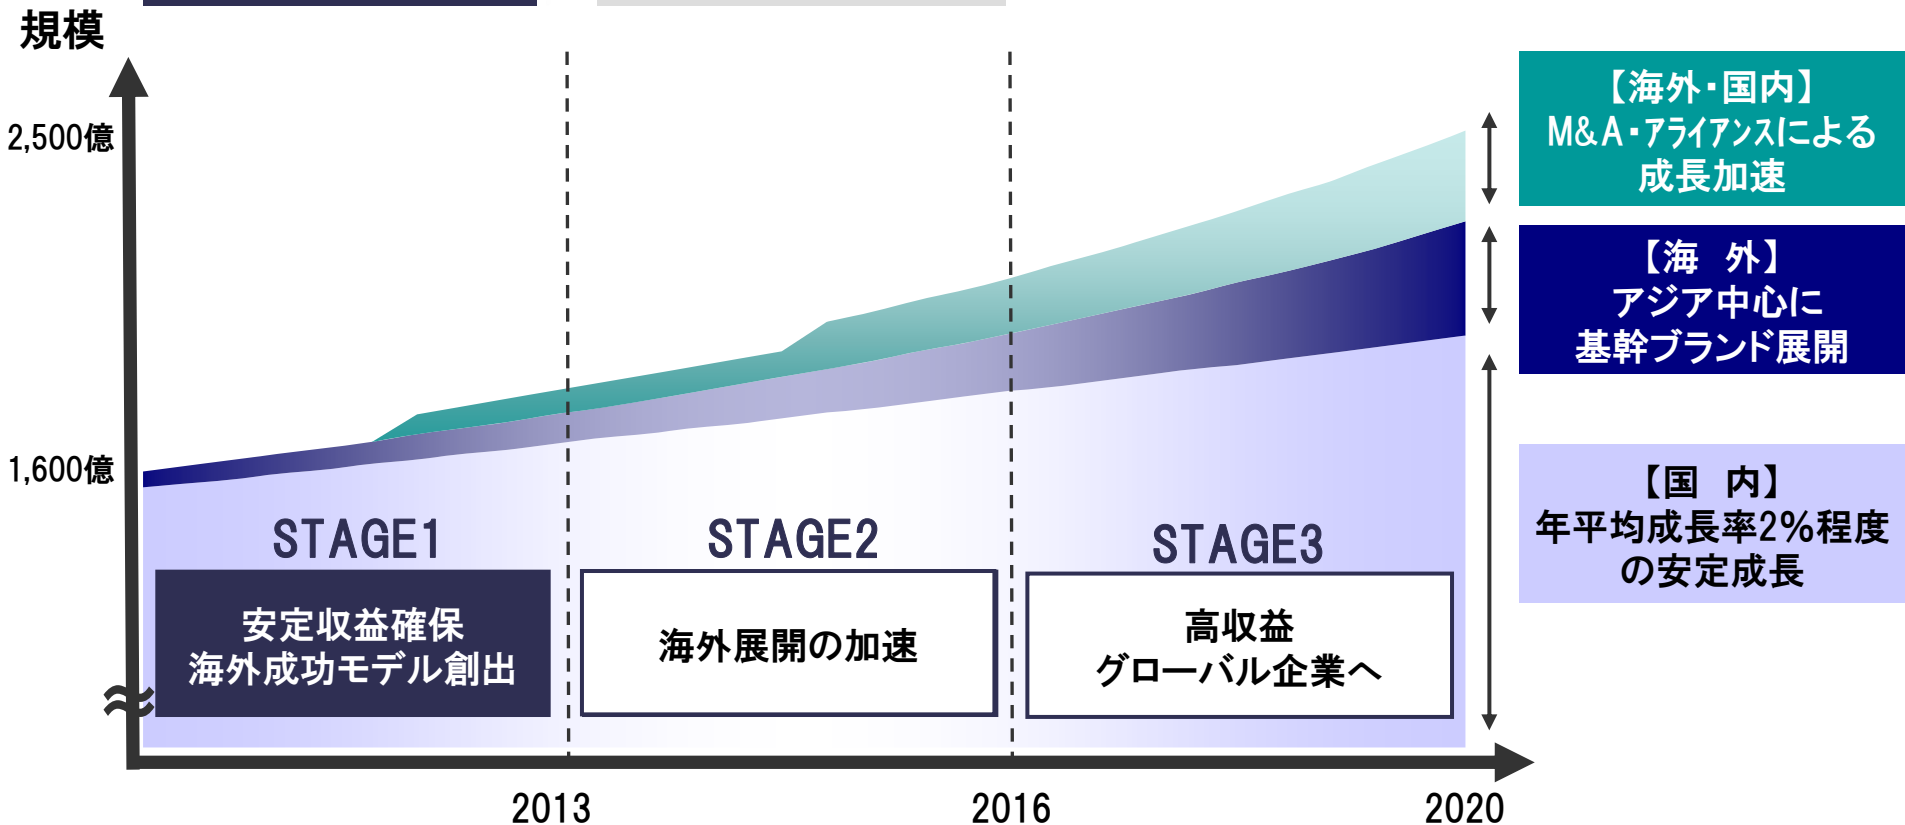 規模
2,500億
1,600億
STAGE1
安定収益確保
海外成功モデル創出
STAGE2
海外展開の加速
STAGE3
高収益
グローバル企業へ
2013
2016
2020
【海外・国内】
M&A・アライアンスによる
成長加速
【海　外】
アジア中心に
基幹ブランド展開
【国　内】
年平均成長率2%程度
の安定成長